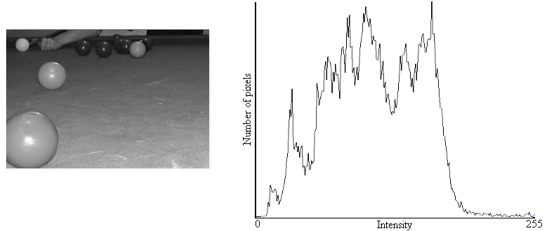 Number of pixels
0 Intensity 255